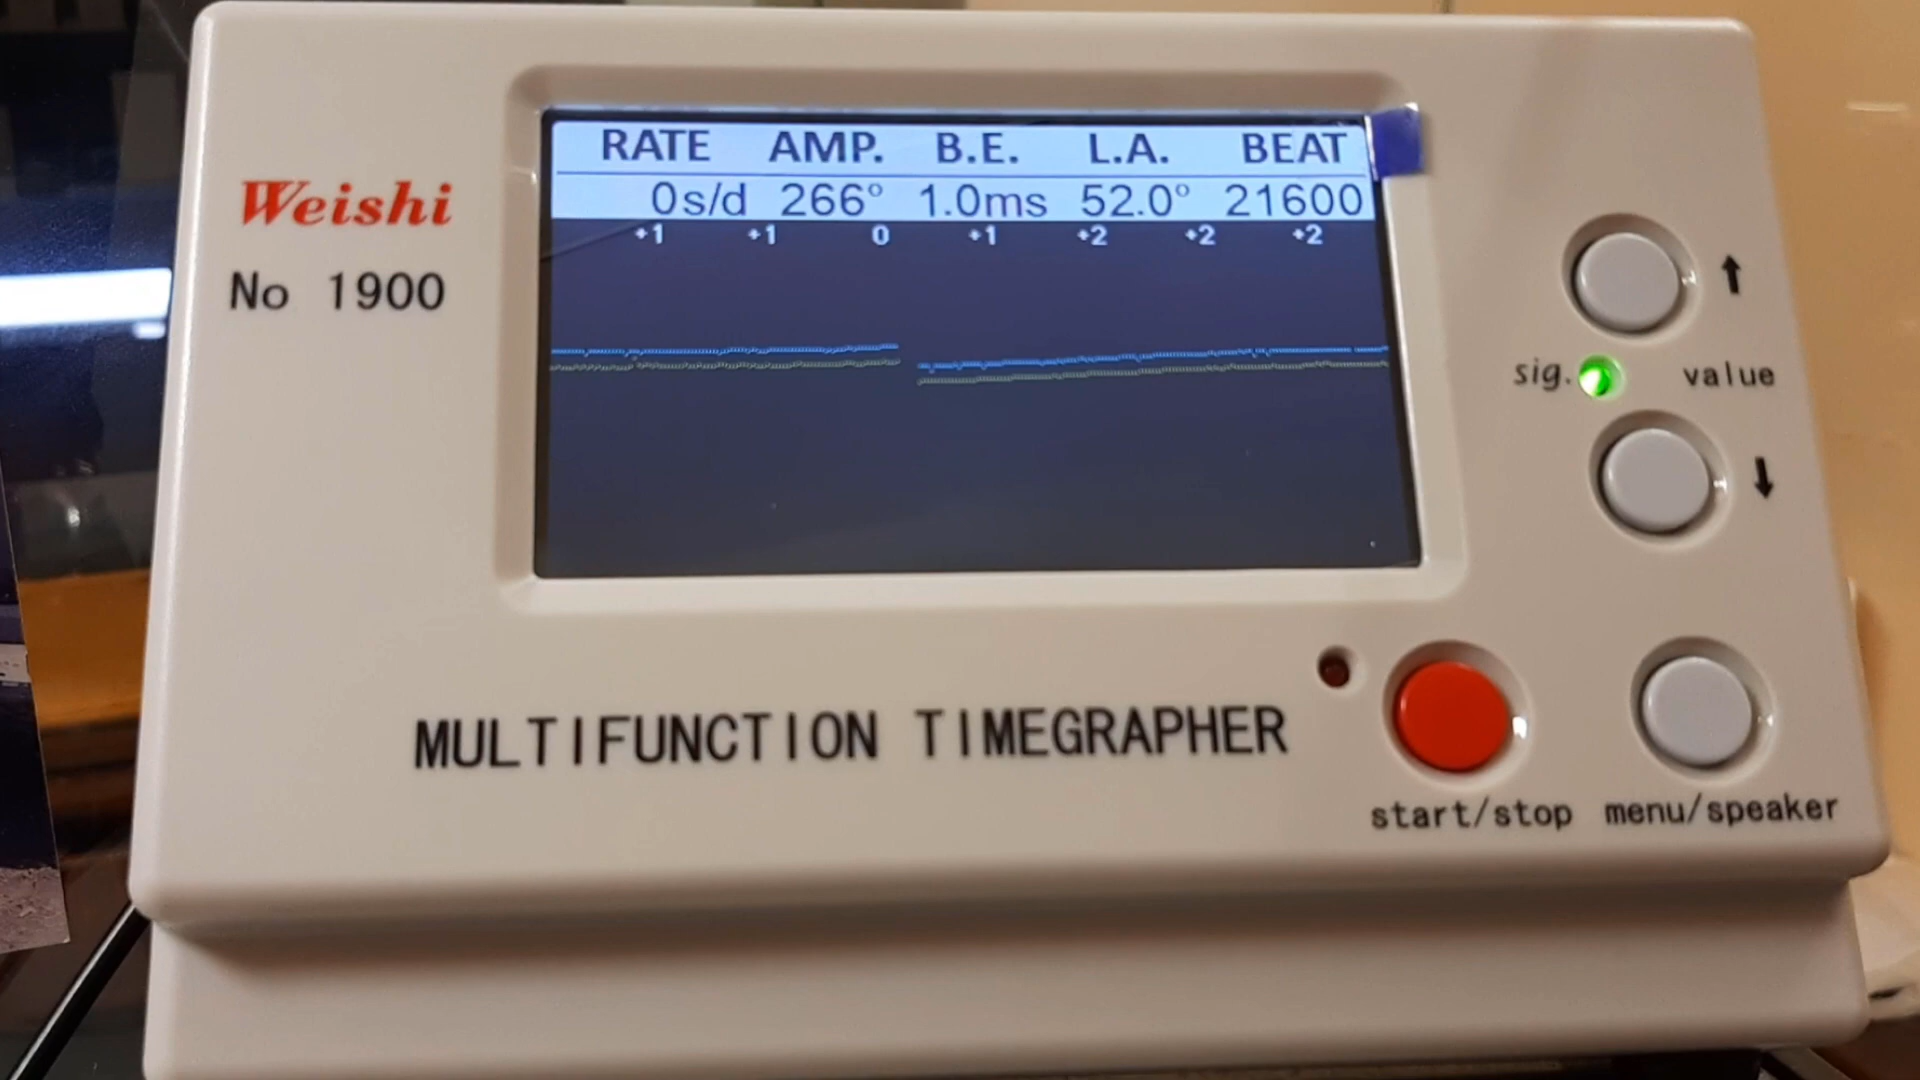 RATE AMP. B.E. L.A. BEAT
0s/d 266° 1.0ms 52.0° 21600
+1 +1 0 +1 +2 +2 +2
Weishi
No 1900
↑
sig. value
↓
MULTIFUNCTION TIMEGRAPHER
start/stop menu/speaker